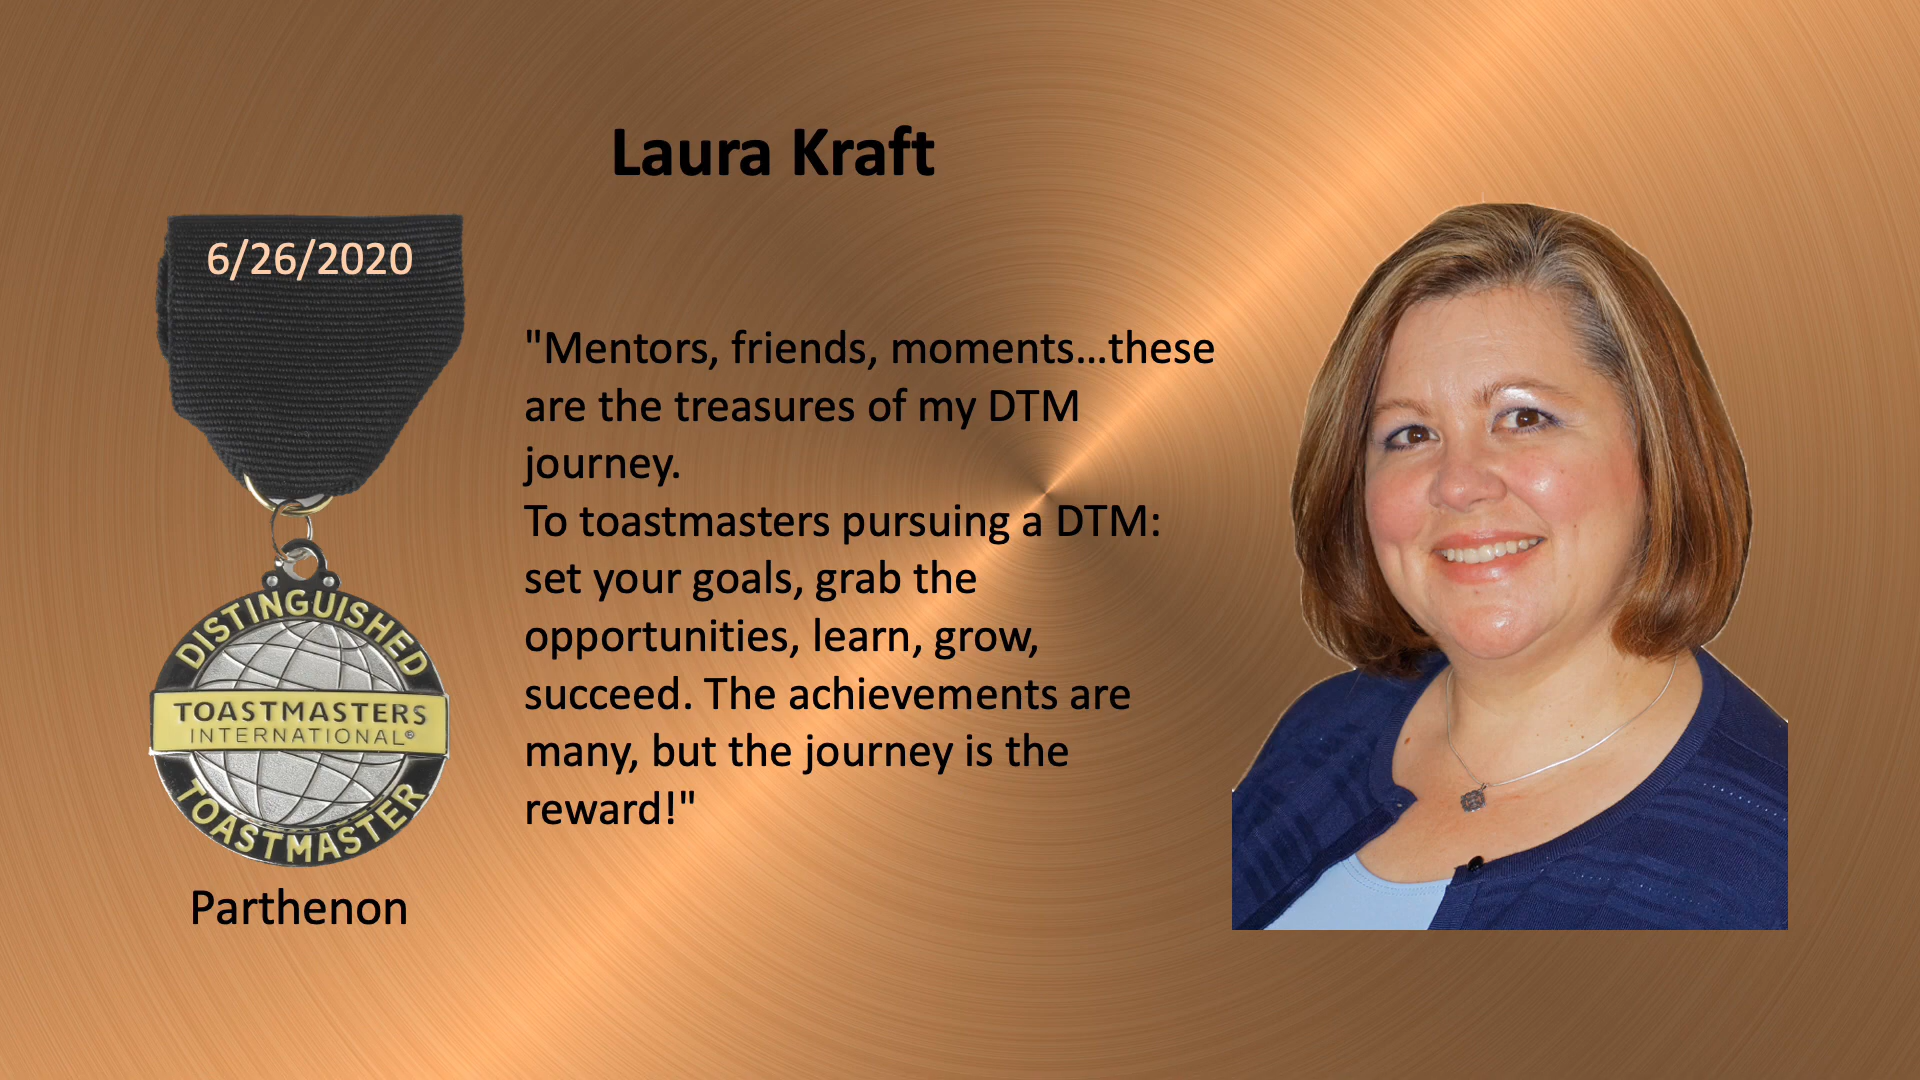 Laura Kraft
6/26/2020
"Mentors, friends, moments...these
are the treasures of my DTM
journey.
To toastmasters pursuing a DTM:
set your goals, grab the
opportunities, learn, grow,
succeed. The achievements are
many, but the journey is the
reward!"
DISTINGUISHED
TOASTMASTERS
INTERNATIONAL®
TOASTMASTER
Parthenon